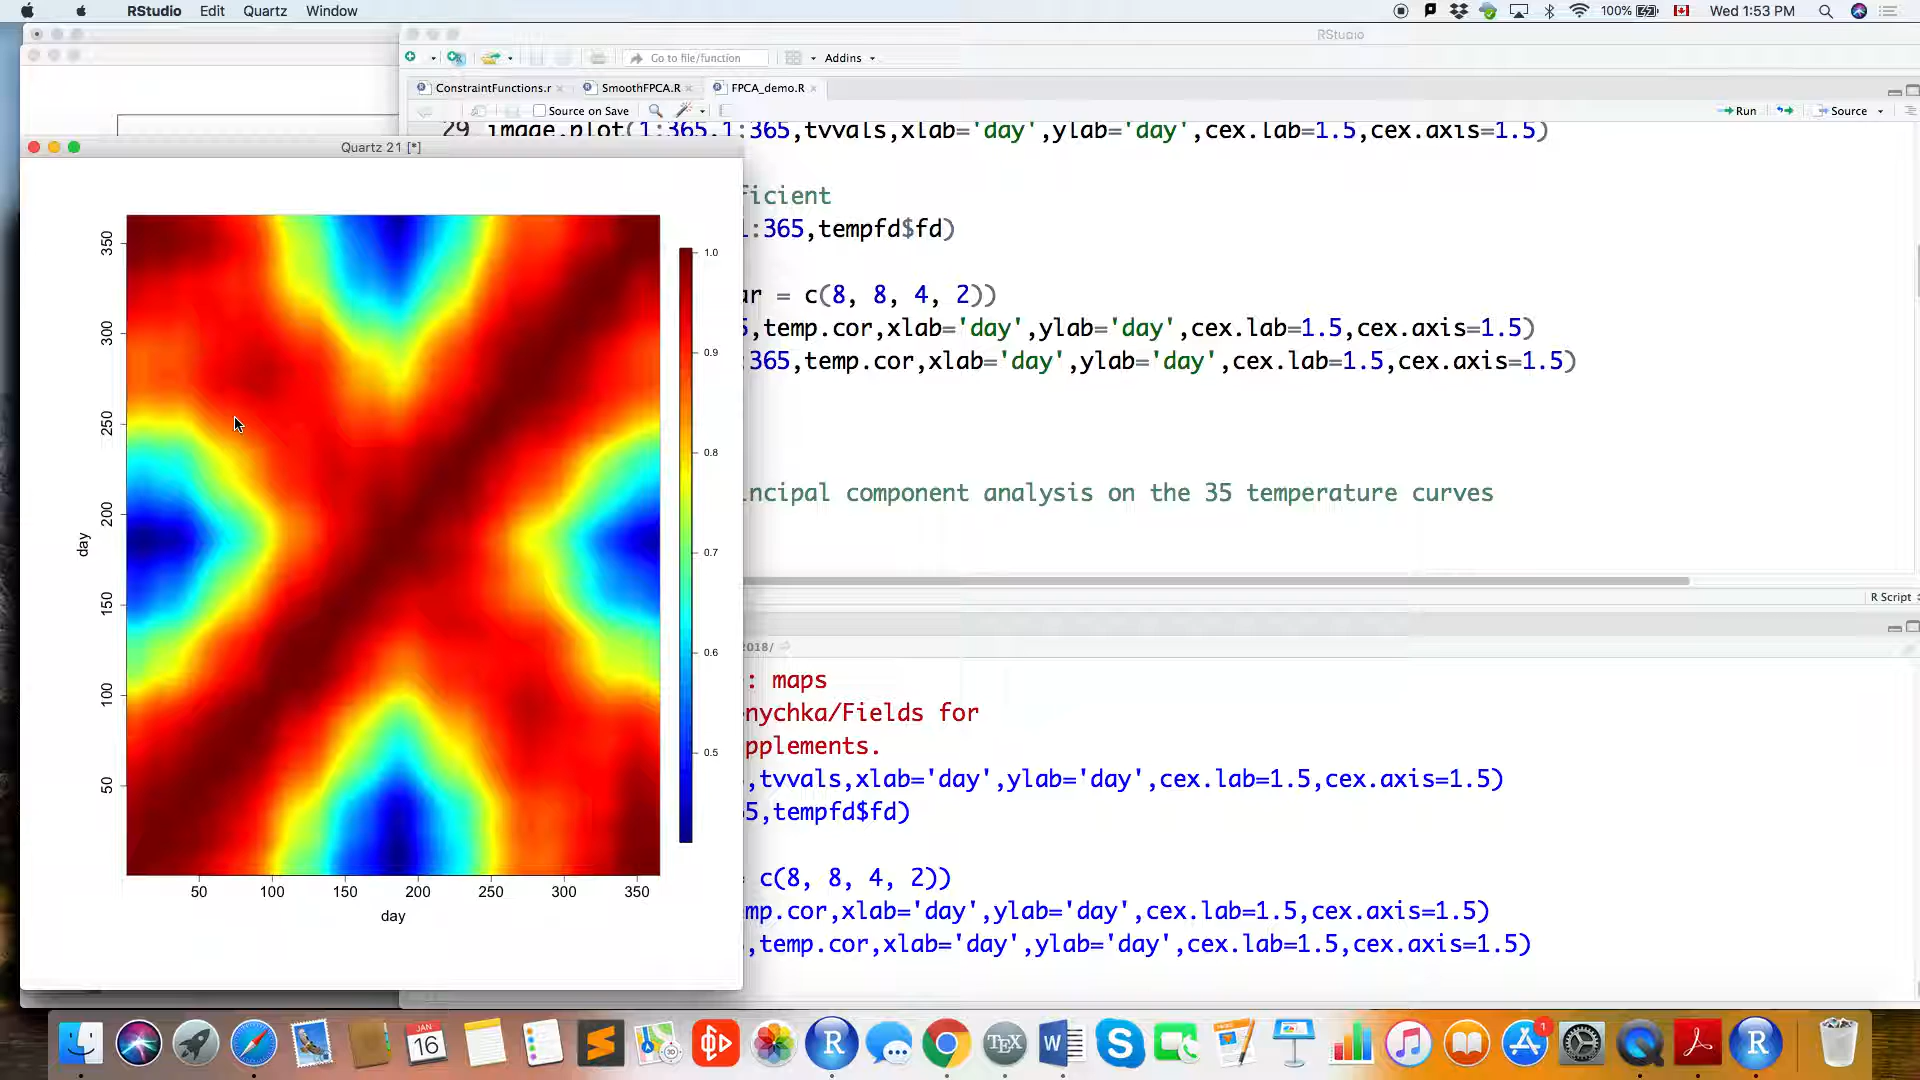 RStudio Edit Quartz Window 100% Wed 1:53 PM
RStudio
Go to file/function Addins
ConstraintFunctions.r SmoothFPCA.R FPCA_demo.R
Source on Save Run Source
29 image.plot(1:365,1:365,tvvals,xlab='day',ylab='day',cex.lab=1.5,cex.axis=1.5)
Quartz 21 [*]
ficient
1:365,tempfd$fd)
ar = c(8, 8, 4, 2))
5,temp.cor,xlab='day',ylab='day',cex.lab=1.5,cex.axis=1.5)
:365,temp.cor,xlab='day',ylab='day',cex.lab=1.5,cex.axis=1.5)
incipal component analysis on the 35 temperature curves
R Script
2018/
: maps
nychka/Fields for
pplements.
,tvvals,xlab='day',ylab='day',cex.lab=1.5,cex.axis=1.5)
65,tempfd$fd)
= c(8, 8, 4, 2))
mp.cor,xlab='day',ylab='day',cex.lab=1.5,cex.axis=1.5)
,temp.cor,xlab='day',ylab='day',cex.lab=1.5,cex.axis=1.5)
350
300
250
200
150
100
50
day
1.0
0.9
0.8
0.7
0.6
0.5
50 100 150 200 250 300 350
day
JAN
16
30
TEX
1